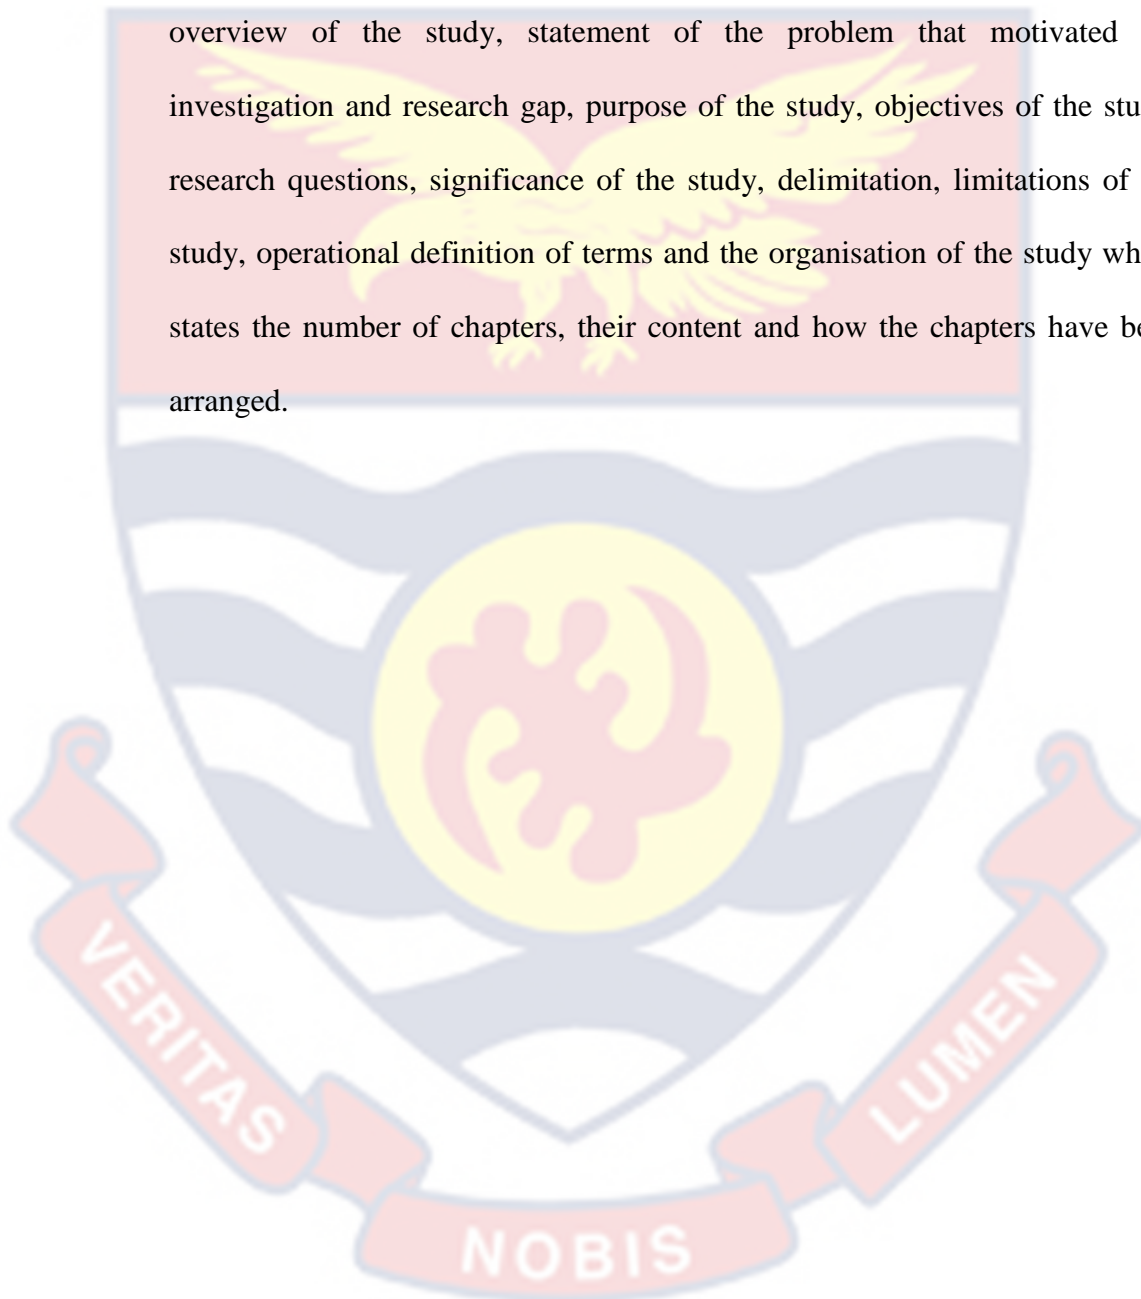 overview of the study, statement of the problem that motivated
investigation and research gap, purpose of the study, objectives of the
research questions, significance of the study, delimitation, limitations of
study, operational definition of terms and the organisation of the study
states the number of chapters, their content and how the chapters have
arranged.
VERITAS
NOBIS
LUMEN